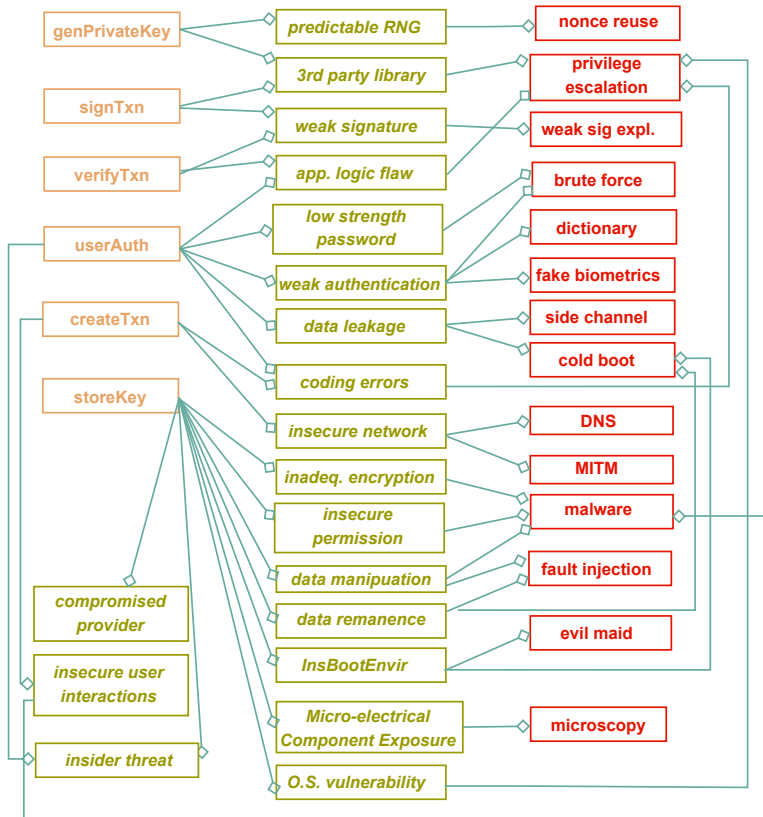 genPrivateKey
signTxn
verifyTxn
userAuth
createTxn
storeKey
compromised
provider
insecure user
interactions
insider threat
predictable RNG
3rd party library
weak signature
app. logic flaw
low strength
password
weak authentication
data leakage
coding errors
insecure network
inadeq. encryption
insecure
permission
data manipuation
data remanence
InsBootEnvir
Micro-electrical
Component Exposure
O.S. vulnerability
nonce reuse
privilege
escalation
weak sig expl.
brute force
dictionary
fake biometrics
side channel
cold boot
DNS
MITM
malware
fault injection
evil maid
microscopy